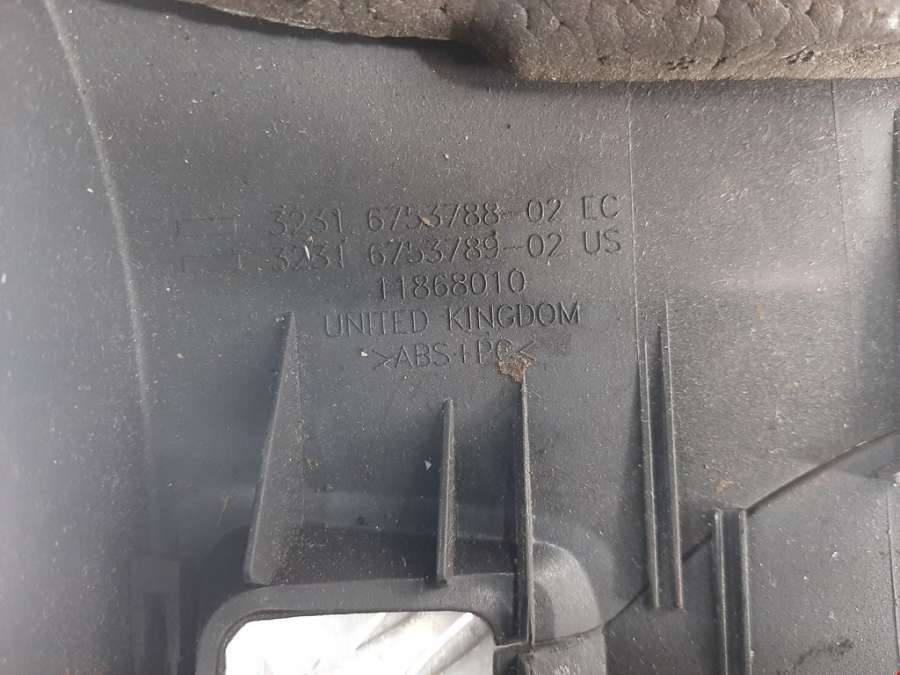 3231 6753788-02 EC
3231 6753789-02 US
11868010
UNITED KINGDOM
>ABS+PC<